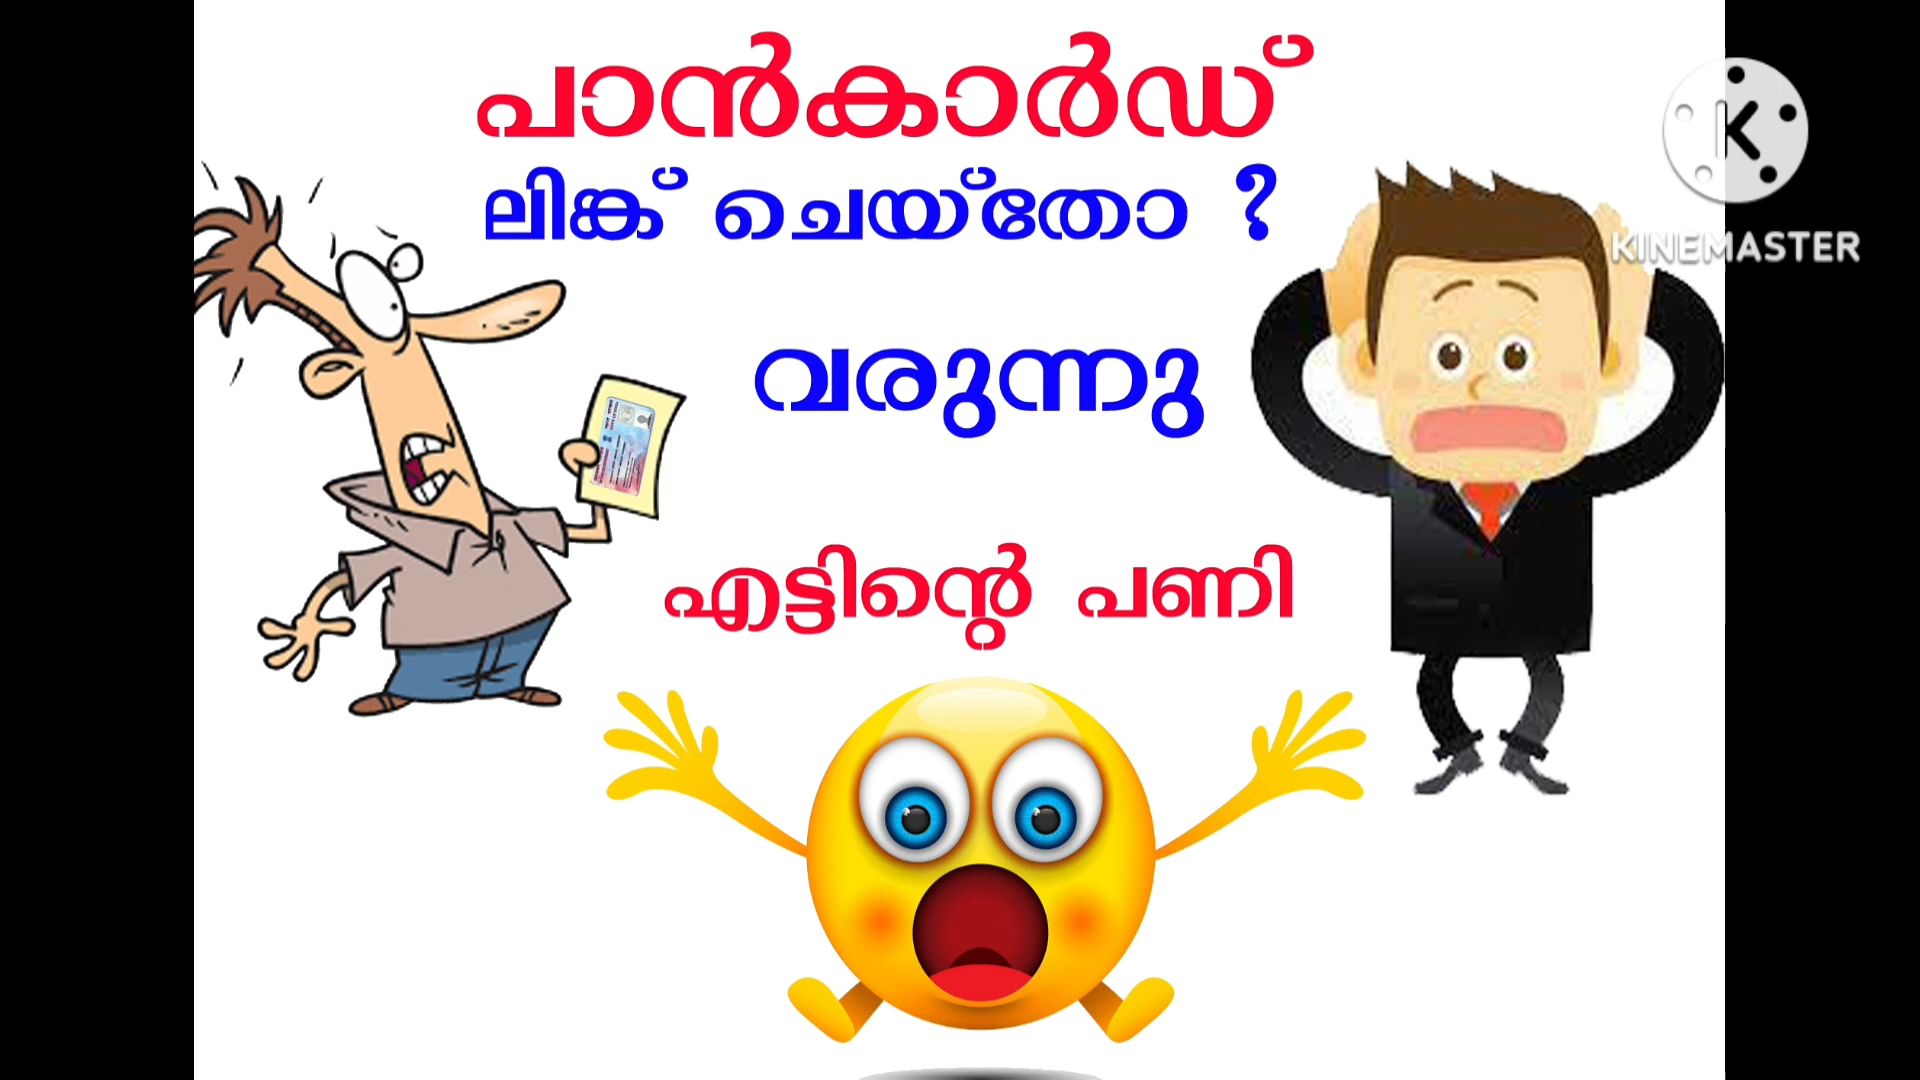 പാൻകാർഡ്
ലിങ്ക് ചെയ്തോ ?
വരുന്നു
എട്ടിന്റെ പണി
K
KINEMASTER